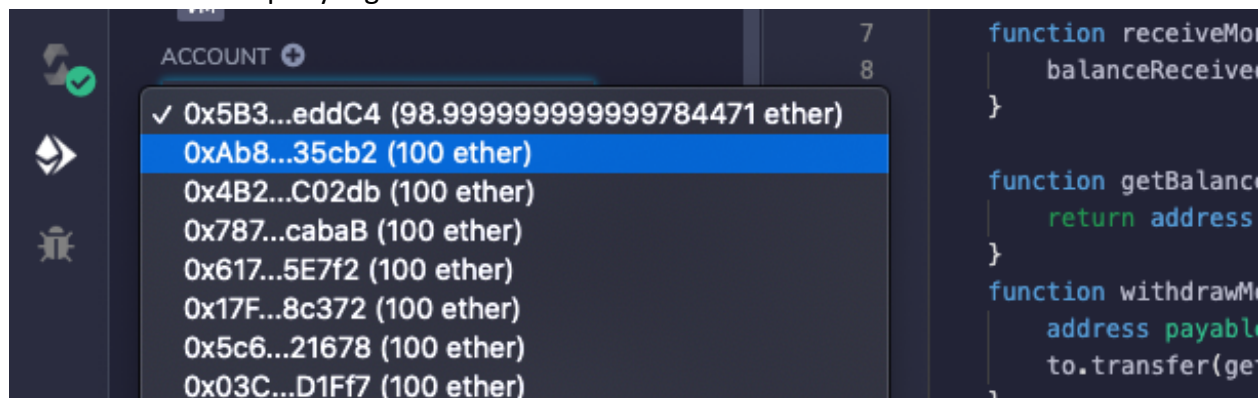 VM
ACCOUNT
✓ 0x5B3...eddC4 (98.999999999999784471 ether)
0xAb8...35cb2 (100 ether)
0x4B2...C02db (100 ether)
0x787...cabaB (100 ether)
0x617...5E7f2 (100 ether)
0x17F...8c372 (100 ether)
0x5c6...21678 (100 ether)
0x03C...D1Ff7 (100 ether)
7 function receiveMo
8 balanceReceive
}
function getBalanc
return address
}
function withdrawM
address payabl
to.transfer(ge
}